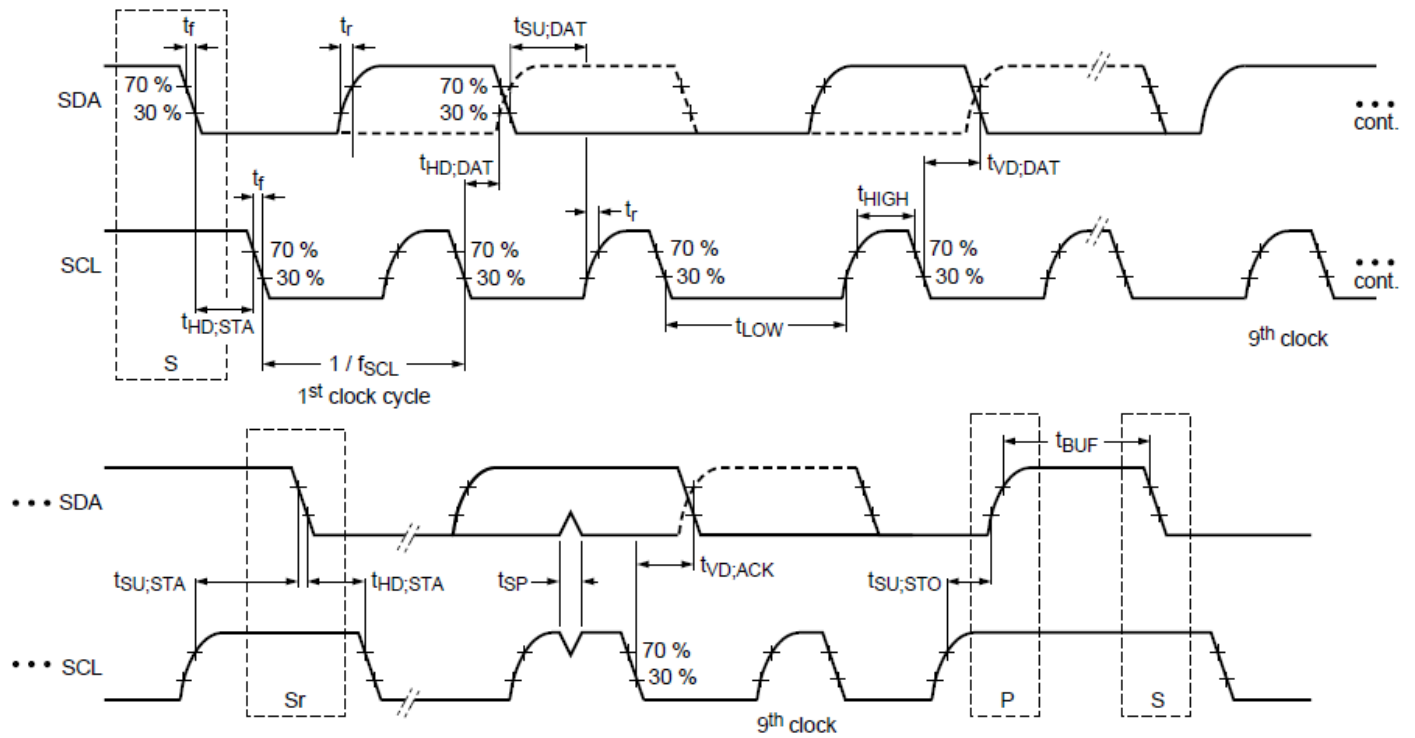 tf tr tSU;DAT
SDA 70 % 30 % 70 % 30 % ••• cont.
tHD;DAT tVD;DAT
tf tr tHIGH
SCL 70 % 30 % 70 % 30 % 70 % 30 % 70 % 30 % ••• cont.
tHD;STA tLOW
S 1 / fSCL 9th clock
1st clock cycle
tBUF
••• SDA
tSU;STA tHD;STA tSP tVD;ACK tSU;STO
••• SCL 70 % 30 %
Sr P S
9th clock